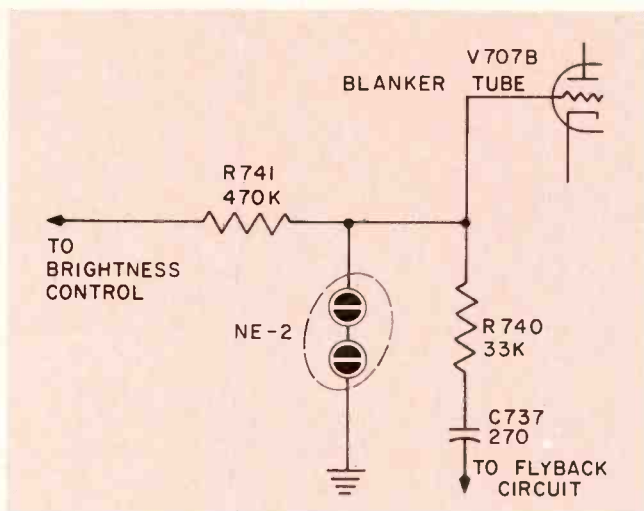 V707B
BLANKER TUBE
R741
470K
TO
BRIGHTNESS
CONTROL
NE-2
R740
33K
C737
270
TO FLYBACK
CIRCUIT